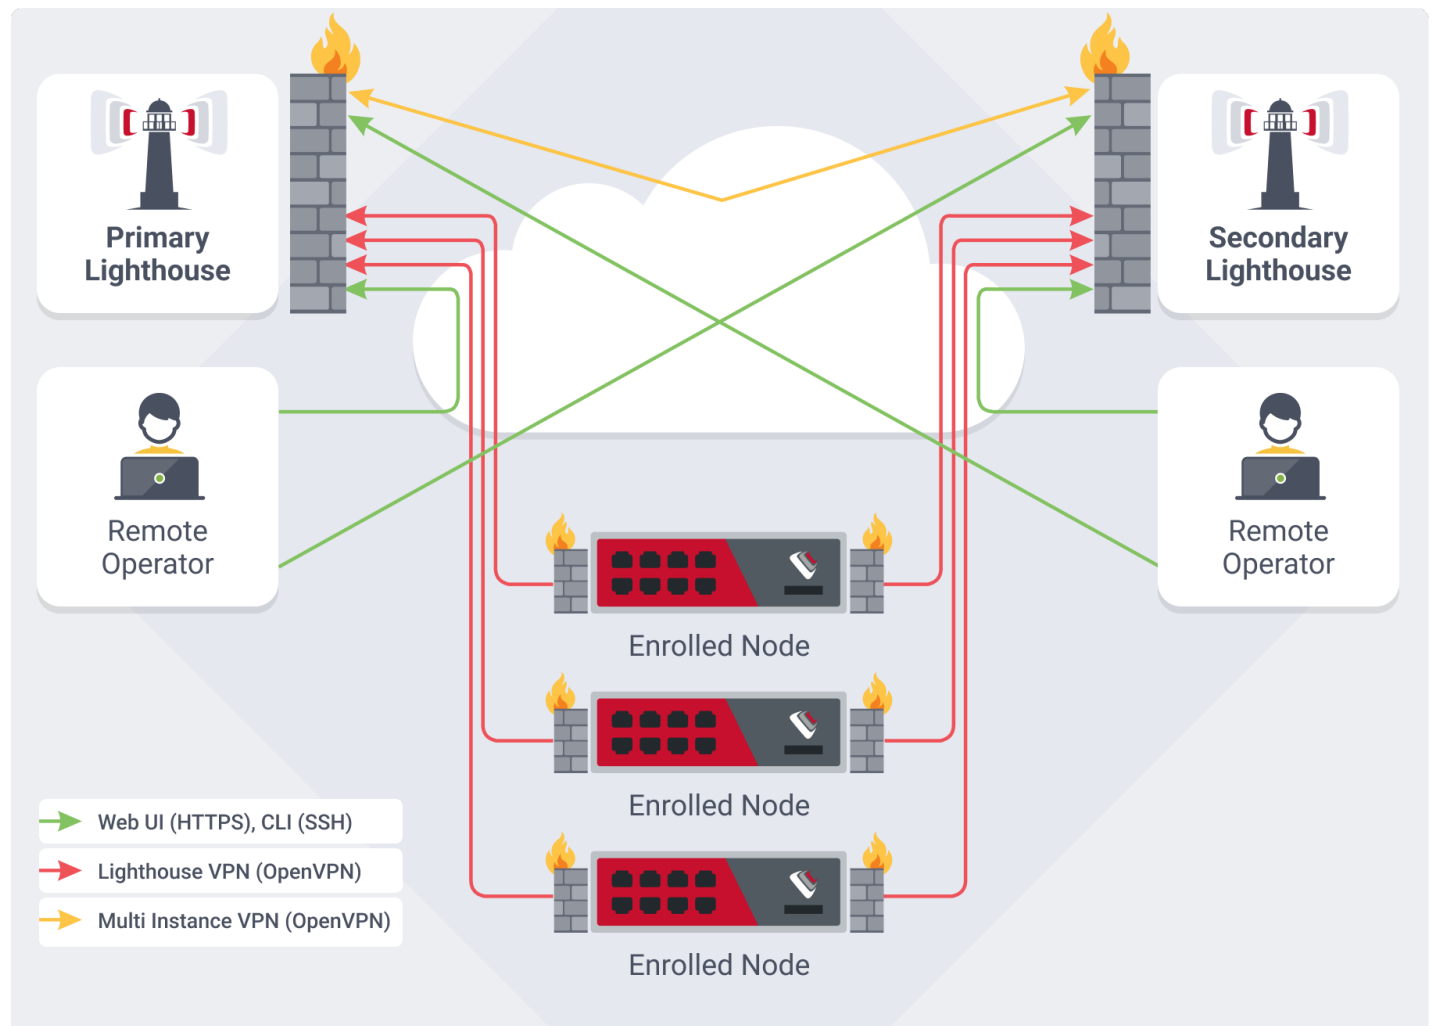 Primary
Lighthouse
Secondary
Lighthouse
Remote
Operator
Remote
Operator
Enrolled Node
Enrolled Node
Enrolled Node
Web UI (HTTPS), CLI (SSH)
Lighthouse VPN (OpenVPN)
Multi Instance VPN (OpenVPN)